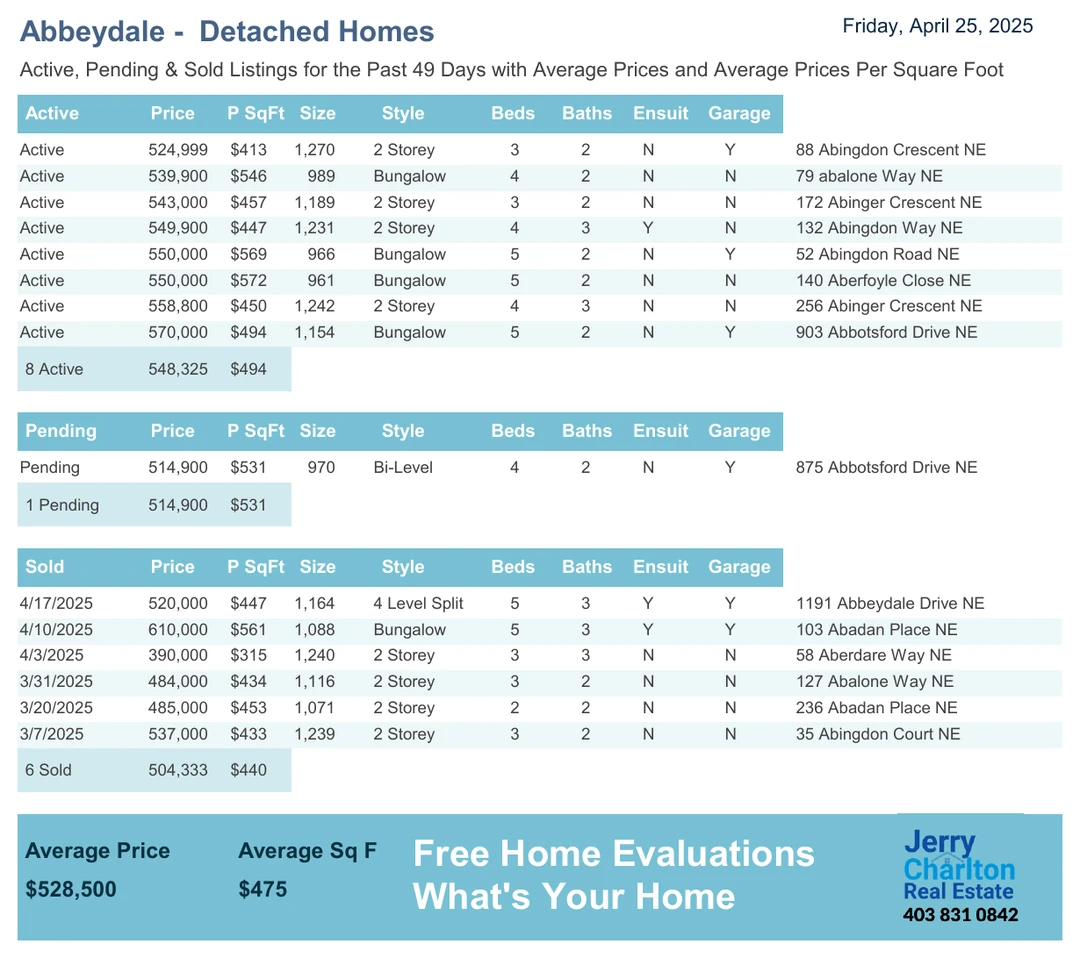 Abbeydale - Detached Homes
Friday, April 25, 2025
Active, Pending & Sold Listings for the Past 49 Days with Average Prices and Average Prices Per Square Foot
Active Price P SqFt Size Style Beds Baths Ensuit Garage
Active 524,999 $413 1,270 2 Storey 3 2 N Y 88 Abingdon Crescent NE
Active 539,900 $546 989 Bungalow 4 2 N N 79 abalone Way NE
Active 543,000 $457 1,189 2 Storey 3 2 N N 172 Abinger Crescent NE
Active 549,900 $447 1,231 2 Storey 4 3 Y N 132 Abingdon Way NE
Active 550,000 $569 966 Bungalow 5 2 N Y 52 Abingdon Road NE
Active 550,000 $572 961 Bungalow 5 2 N N 140 Aberfoyle Close NE
Active 558,800 $450 1,242 2 Storey 4 3 N N 256 Abinger Crescent NE
Active 570,000 $494 1,154 Bungalow 5 2 N Y 903 Abbotsford Drive NE
8 Active 548,325 $494
Pending Price P SqFt Size Style Beds Baths Ensuit Garage
Pending 514,900 $531 970 Bi-Level 4 2 N Y 875 Abbotsford Drive NE
1 Pending 514,900 $531
Sold Price P SqFt Size Style Beds Baths Ensuit Garage
4/17/2025 520,000 $447 1,164 4 Level Split 5 3 Y Y 1191 Abbeydale Drive NE
4/10/2025 610,000 $561 1,088 Bungalow 5 3 Y Y 103 Abadan Place NE
4/3/2025 390,000 $315 1,240 2 Storey 3 3 N N 58 Aberdare Way NE
3/31/2025 484,000 $434 1,116 2 Storey 3 2 N N 127 Abalone Way NE
3/20/2025 485,000 $453 1,071 2 Storey 2 2 N N 236 Abadan Place NE
3/7/2025 537,000 $433 1,239 2 Storey 3 2 N N 35 Abingdon Court NE
6 Sold 504,333 $440
Average Price Average Sq F
$528,500 $475
Free Home Evaluations
What's Your Home
Jerry
Charlton
Real Estate
403 831 0842